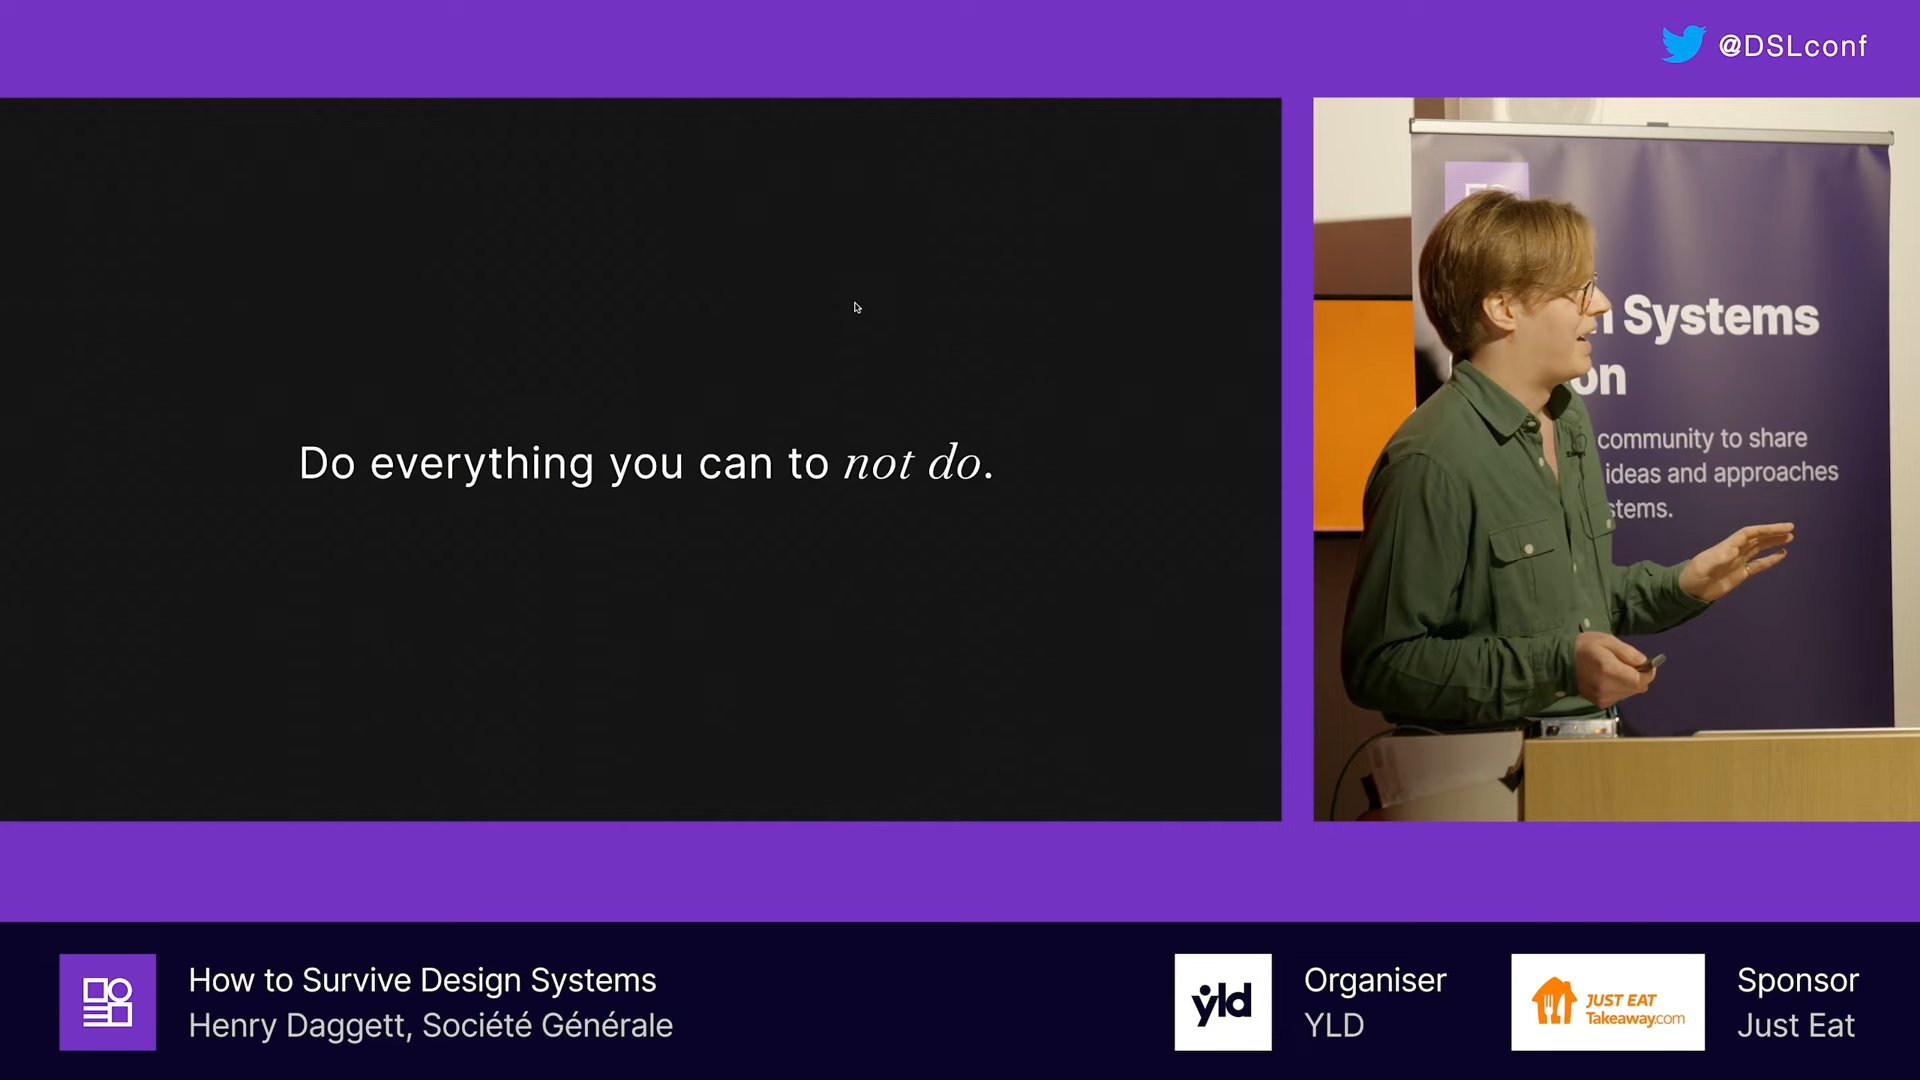 @DSLconf
Do everything you can to not do.
Systems
on
community to share
ideas and approaches
stems.
How to Survive Design Systems
Henry Daggett, Société Générale
yld
Organiser
YLD
JUST EAT
Takeaway.com
Sponsor
Just Eat